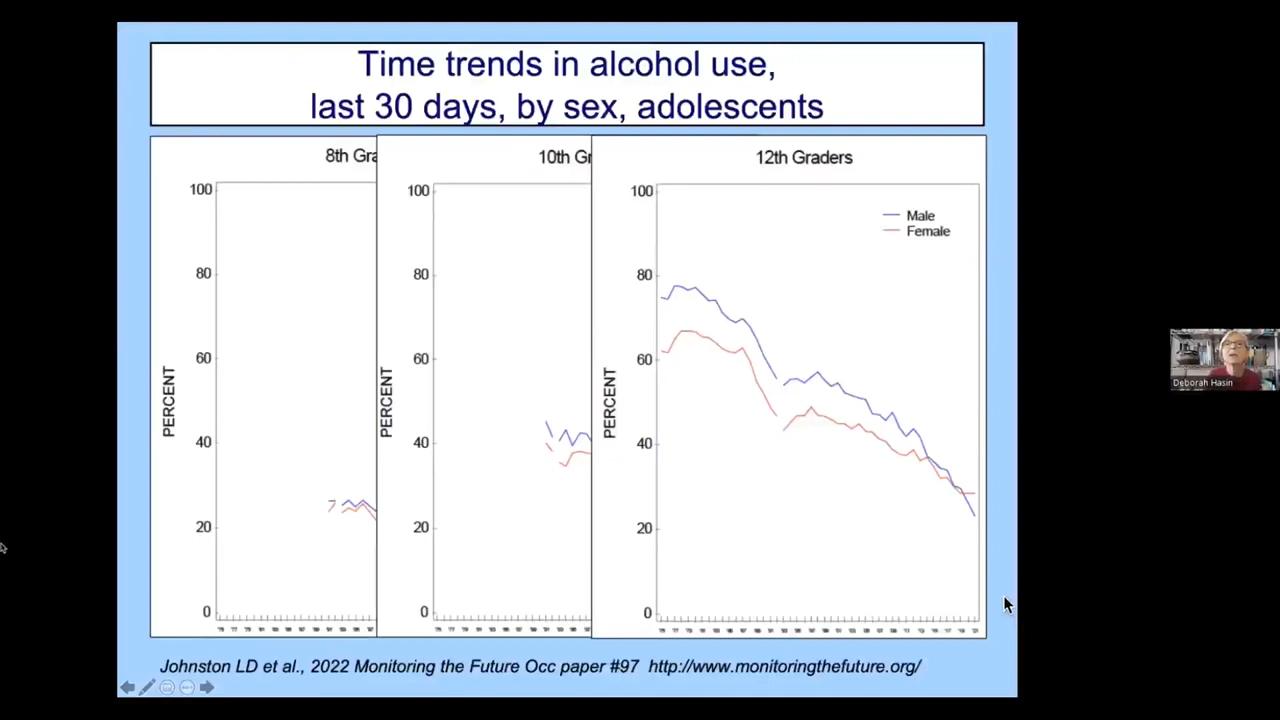 Time trends in alcohol use,
last 30 days, by sex, adolescents
8th Gra
100
80
60
40
20
0
PERCENT
10th Gr
100
80
60
40
20
0
PERCENT
12th Graders
100
80
60
40
20
0
PERCENT
Male
Female
Johnston LD et al., 2022 Monitoring the Future Occ paper #97 http://www.monitoringthefuture.org/
Deborah Hasin